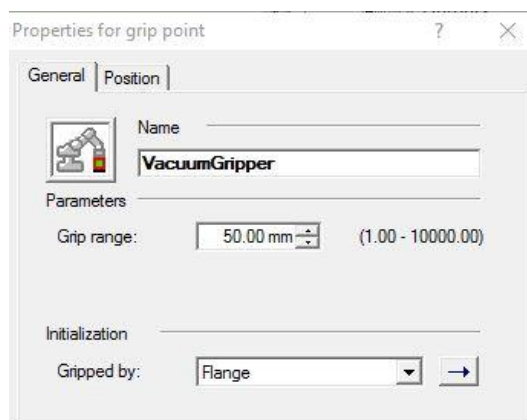 Properties for grip point ? ×
General Position
Name
VacuumGripper
Parameters
Grip range: 50.00 mm (1.00 - 10000.00)
Initialization
Gripped by: Flange